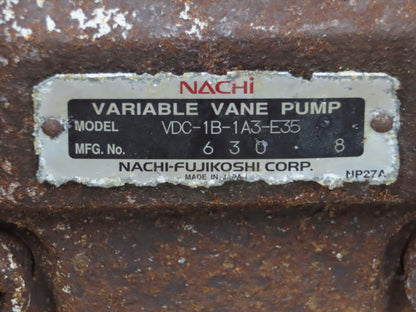 NACHi
VARIABLE VANE PUMP
MODEL VDC-1B-1A3-E35
MFG. No. 630 8
NACHI-FUJIKOSHI CORP.
MADE IN JAPAN
MP27A